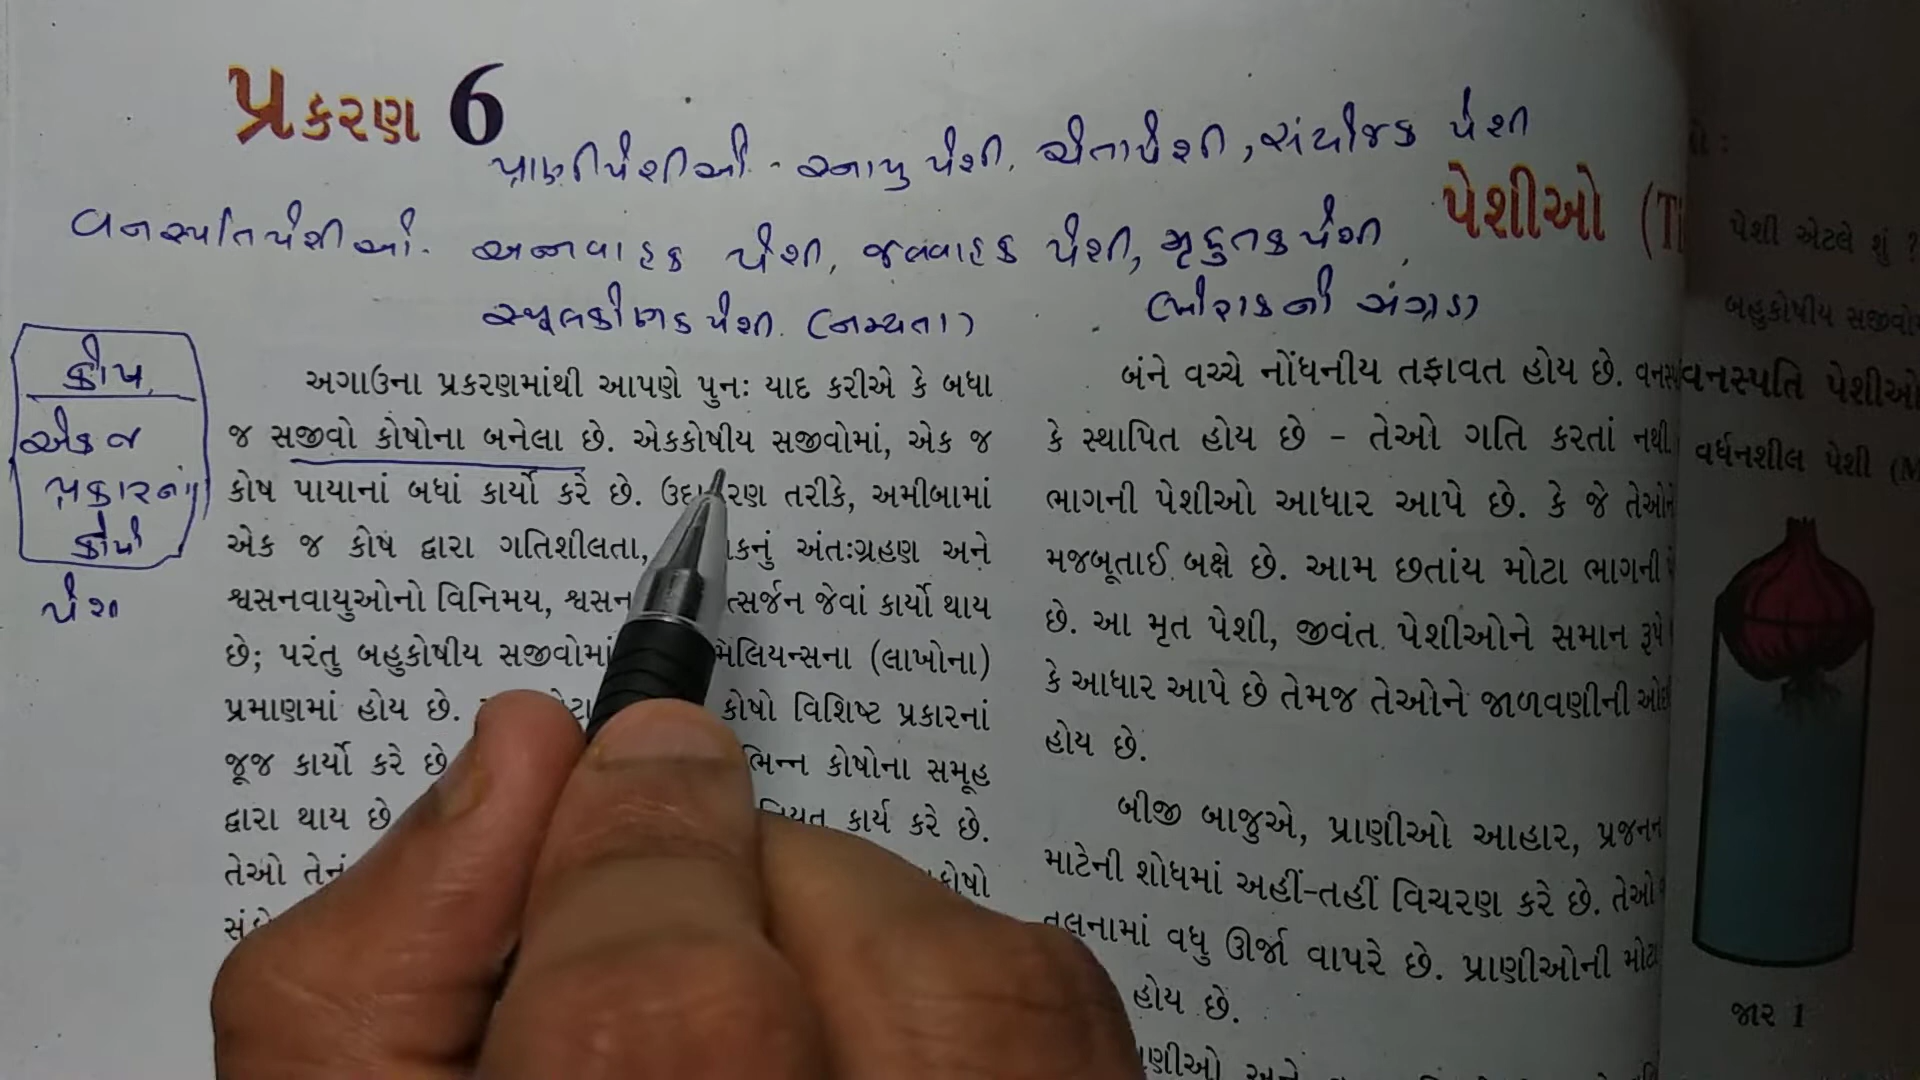 પ્રકરણ 6
પ્રાણીપેશીઓ - સ્નાયુ પેશી, ચેતાપેશી, સંયોજક પેશી
પેશીઓ
વનસ્પતિપેશીઓ - અન્નવાહક પેશી, જલવાહક પેશી, મૃદુતક પેશી,
સ્થૂલકોણક પેશી. (નમ્યતા) (ખોરાકનો સંગ્રહ)
કોષ
એક જ
પ્રકારના
કોષો
પેશી
અગાઉના પ્રકરણમાંથી આપણે પુનઃ યાદ કરીએ કે બધા
જ સજીવો કોષોના બનેલા છે. એકકોષીય સજીવોમાં, એક જ
કોષ પાયાનાં બધાં કાર્યો કરે છે. ઉદાહરણ તરીકે, અમીબામાં
એક જ કોષ દ્વારા ગતિશીલતા, અંતઃગ્રહણ અને
શ્વસનવાયુઓનો વિનિમય, શ્વસન જેવાં કાર્યો થાય
છે; પરંતુ બહુકોષીય સજીવોમાં મિલિયન્સના (લાખોના)
પ્રમાણમાં હોય છે. કોષો વિશિષ્ટ પ્રકારનાં
જૂજ કાર્યો કરે છે કોષોના સમૂહ
દ્વારા થાય છે કાર્ય કરે છે.
તેઓ
બંને વચ્ચે નોંધનીય તફાવત હોય છે.
કે સ્થાપિત હોય છે – તેઓ ગતિ કરતાં નથી
ભાગની પેશીઓ આધાર આપે છે. કે જે તેઓને
મજબૂતાઈ બક્ષે છે. આમ છતાંય મોટા ભાગની
છે. આ મૃત પેશી, જીવંત પેશીઓને સમાન રૂપે
કે આધાર આપે છે તેમજ તેઓને જાળવણીની
હોય છે.
બીજી બાજુએ, પ્રાણીઓ આહાર, પ્રજનન
માટેની શોધમાં અહીં-તહીં વિચરણ કરે છે. તેઓ
તુલનામાં વધુ ઊર્જા વાપરે છે. પ્રાણીઓની મોટા
હોય છે.
અને
પેશી એટલે શું ?
બહુકોષીય
વનસ્પતિ પેશીઓ
વર્ધનશીલ પેશી
જાર 1